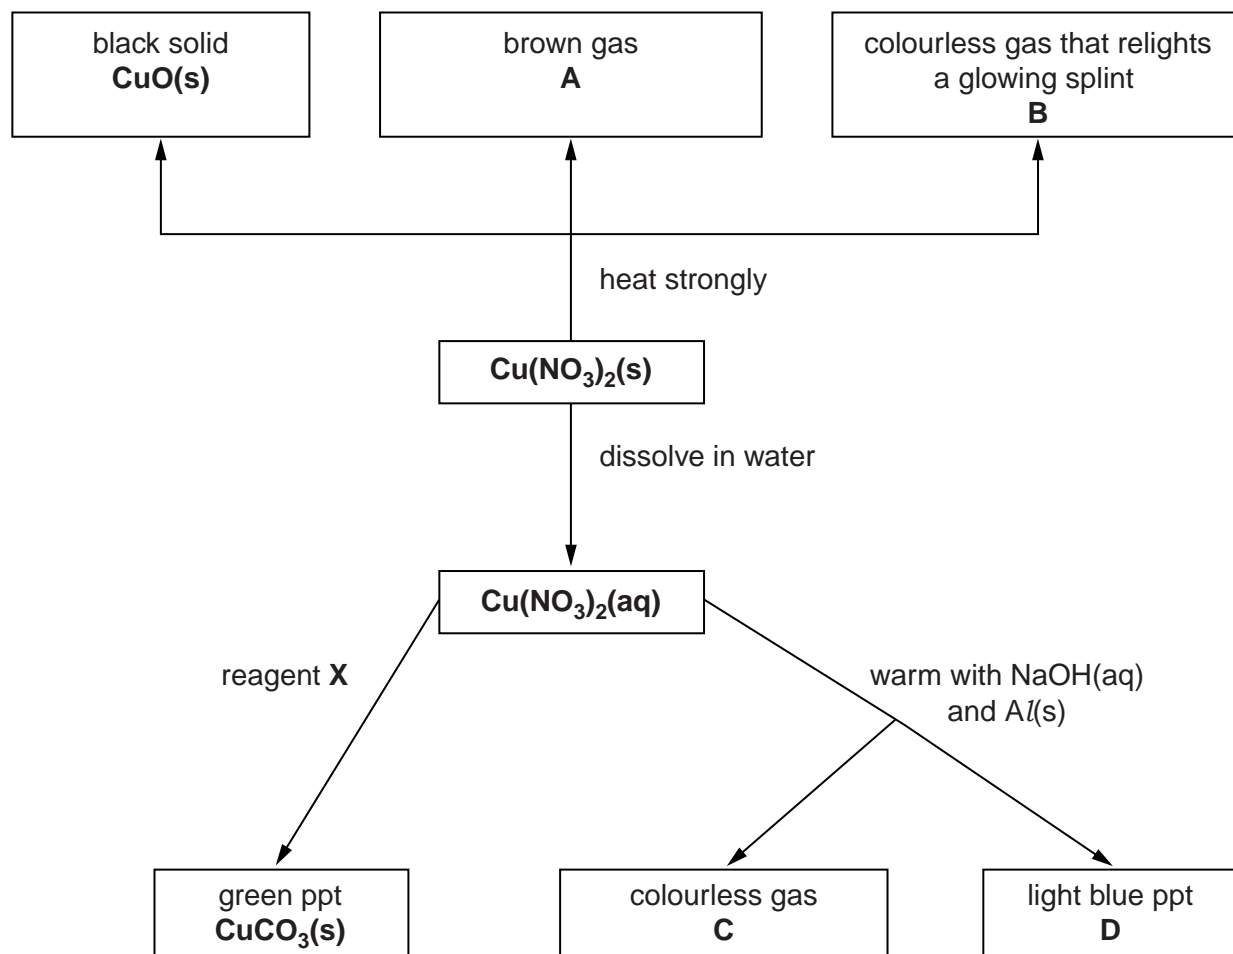 black solid
CuO(s)
brown gas
A
colourless gas that relights
a glowing splint
B
heat strongly
Cu(NO₃)₂(s)
dissolve in water
Cu(NO₃)₂(aq)
reagent X
warm with NaOH(aq)
and Al(s)
green ppt
CuCO₃(s)
colourless gas
C
light blue ppt
D